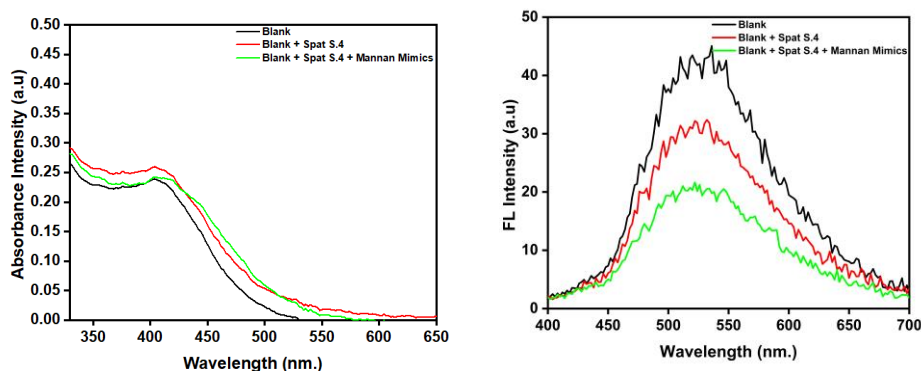 0.50
0.45
0.40
0.35
0.30
0.25
0.20
0.15
0.10
0.05
0.00
Absorbance Intensity (a.u)
Blank
Blank + Spat S.4
Blank + Spat S.4 + Mannan Mimics
350 400 450 500 550 600 650
Wavelength (nm.)
50
40
30
20
10
0
FL Intensity (a.u)
Blank
Blank + Spat S.4
Blank + Spat S.4 + Mannan Mimics
400 450 500 550 600 650 700
Wavelength (nm.)